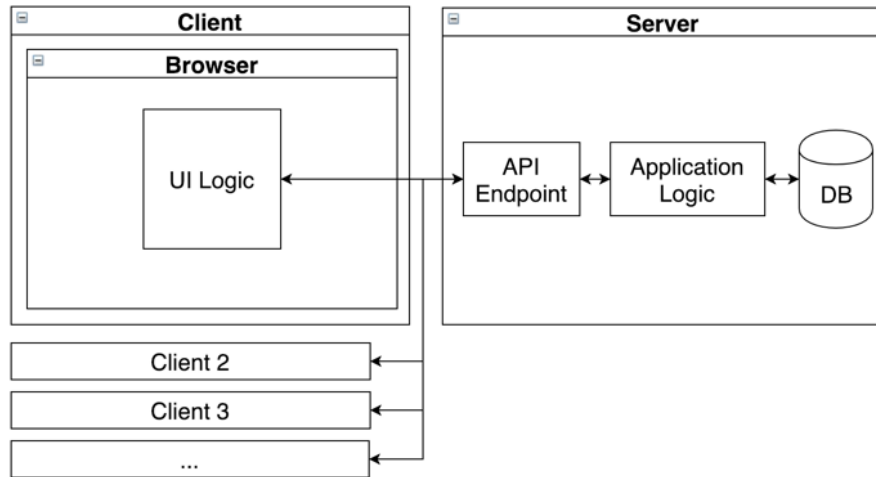 Client
Browser
UI Logic
Server
API
Endpoint
Application
Logic
DB
Client 2
Client 3
...